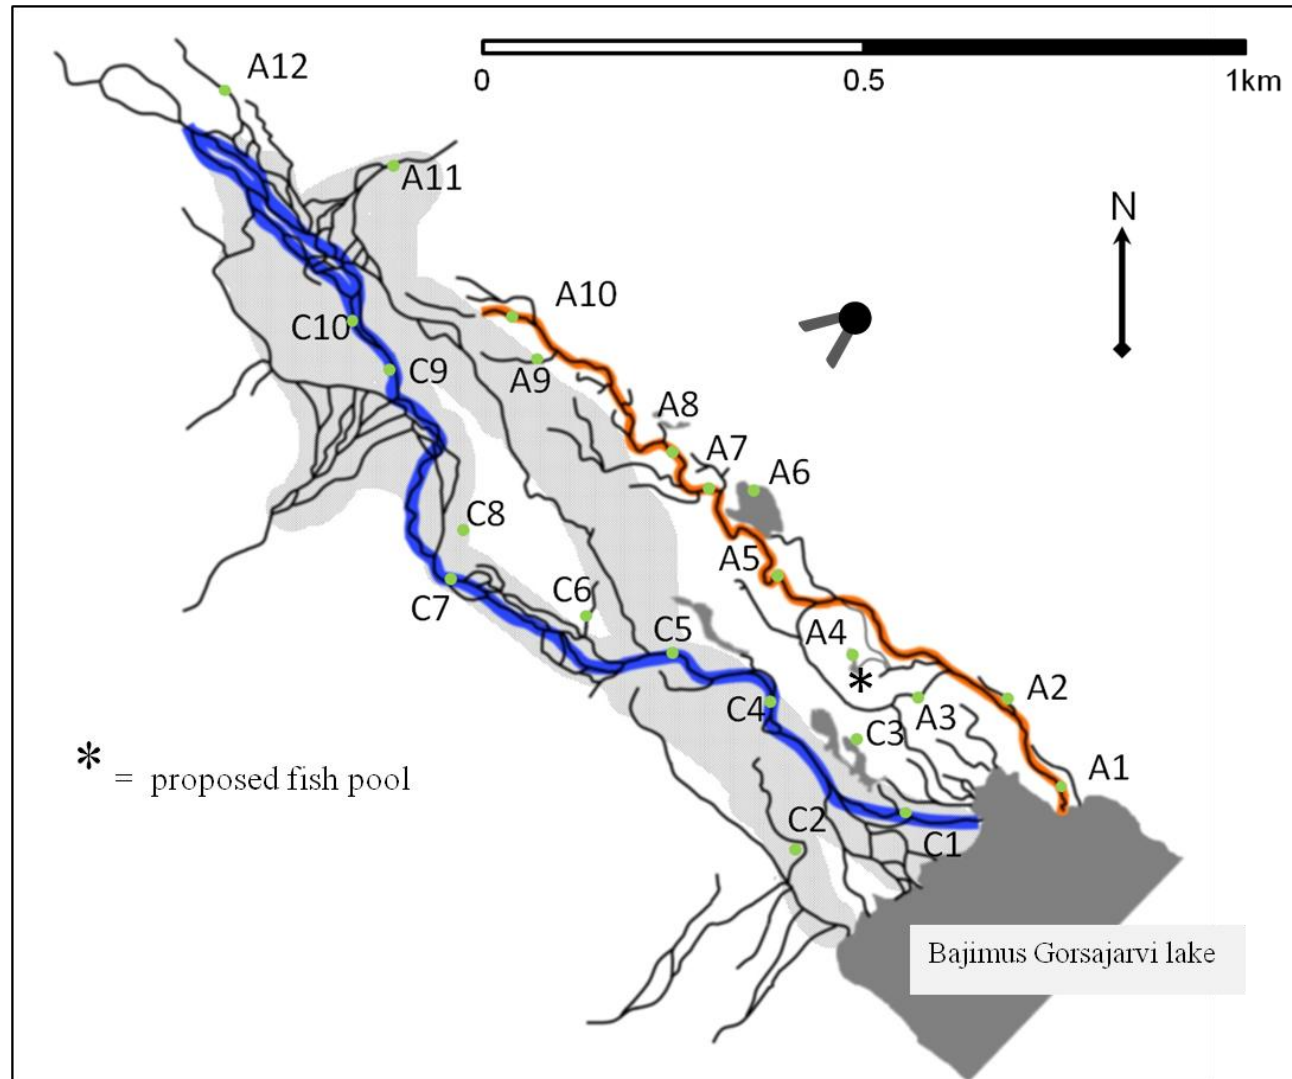 A12
0
0.5
1km
A11
N
A10
C10
C9
A9
A8
A7
A6
C8
A5
C6
C7
C5
A4
*
A2
C4
A3
C3
* = proposed fish pool
A1
C2
C1
Bajimus Gorsajarvi lake